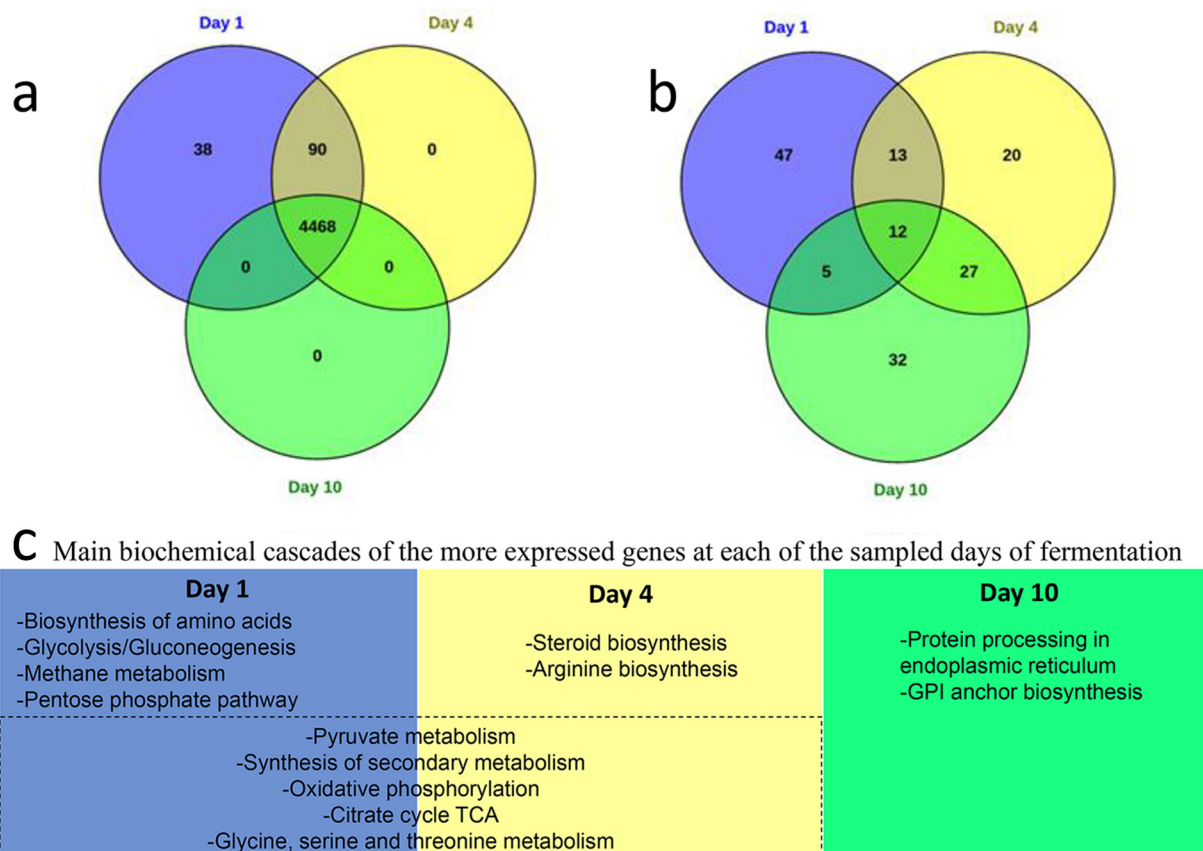 a
Day 1
Day 4
38
90
0
4468
0
0
0
Day 10
b
Day 1
Day 4
47
13
20
12
5
27
32
Day 10
c Main biochemical cascades of the more expressed genes at each of the sampled days of fermentation
Day 1
-Biosynthesis of amino acids
-Glycolysis/Gluconeogenesis
-Methane metabolism
-Pentose phosphate pathway
Day 4
-Steroid biosynthesis
-Arginine biosynthesis
Day 10
-Protein processing in
endoplasmic reticulum
-GPI anchor biosynthesis
-Pyruvate metabolism
-Synthesis of secondary metabolism
-Oxidative phosphorylation
-Citrate cycle TCA
-Glycine, serine and threonine metabolism